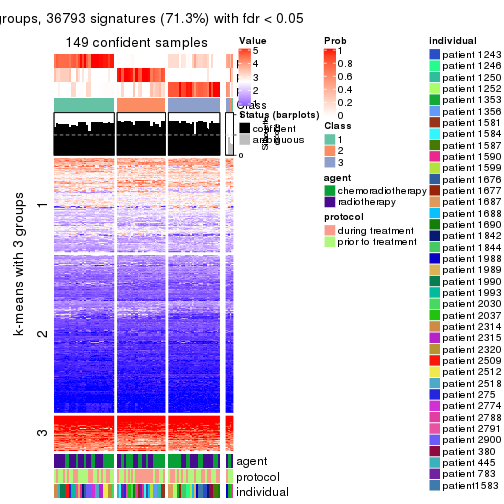 groups, 36793 signatures (71.3%) with fdr < 0.05
149 confident samples
k-means with 3 groups
1
2
3
Class
0
agent
protocol
individual
Value
5
4
3
2
1
Status (barplots)
confident
ambiguous
Prob
1
0.8
0.6
0.4
0.2
0
Class
1
2
3
agent
chemoradiotherapy
radiotherapy
protocol
during treatment
prior to treatment
individual
patient 1243
patient 1246
patient 1250
patient 1252
patient 1353
patient 1356
patient 1581
patient 1584
patient 1587
patient 1590
patient 1599
patient 1676
patient 1677
patient 1687
patient 1688
patient 1690
patient 1842
patient 1844
patient 1988
patient 1989
patient 1990
patient 1993
patient 2030
patient 2037
patient 2314
patient 2315
patient 2320
patient 2509
patient 2512
patient 2518
patient 275
patient 2774
patient 2788
patient 2791
patient 2900
patient 380
patient 445
patient 783
patient1583